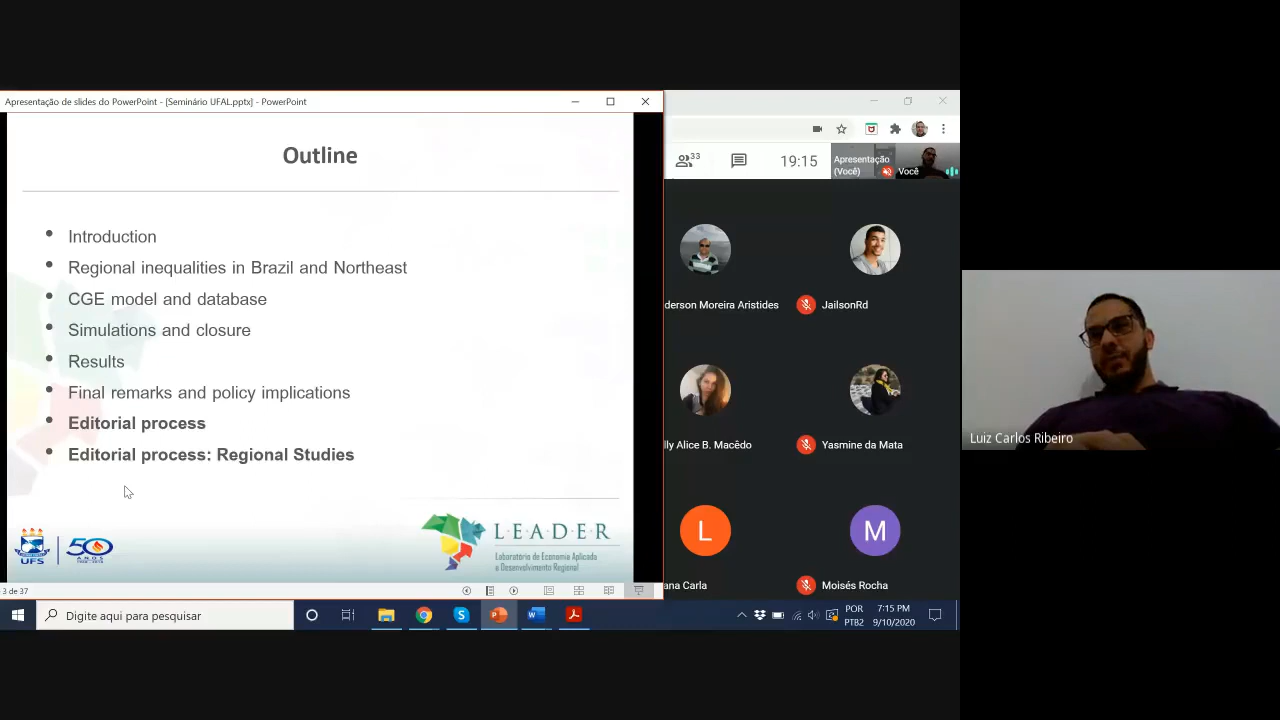 Apresentação de slides do PowerPoint - [Seminário UFAL.pptx] - PowerPoint
Outline
Introduction
Regional inequalities in Brazil and Northeast
CGE model and database
Simulations and closure
Results
Final remarks and policy implications
Editorial process
Editorial process: Regional Studies
UFS
50
ANOS
LEADER
Laboratório de Economia Aplicada
e Desenvolvimento Regional
3 de 37
33
19:15
Apresentação
(Você)
Você
derson Moreira Aristides
JailsonRd
lly Alice B. Macêdo
Yasmine da Mata
L
M
ana Carla
Moisés Rocha
Luiz Carlos Ribeiro
Digite aqui para pesquisar
POR
PTB2
7:15 PM
9/10/2020